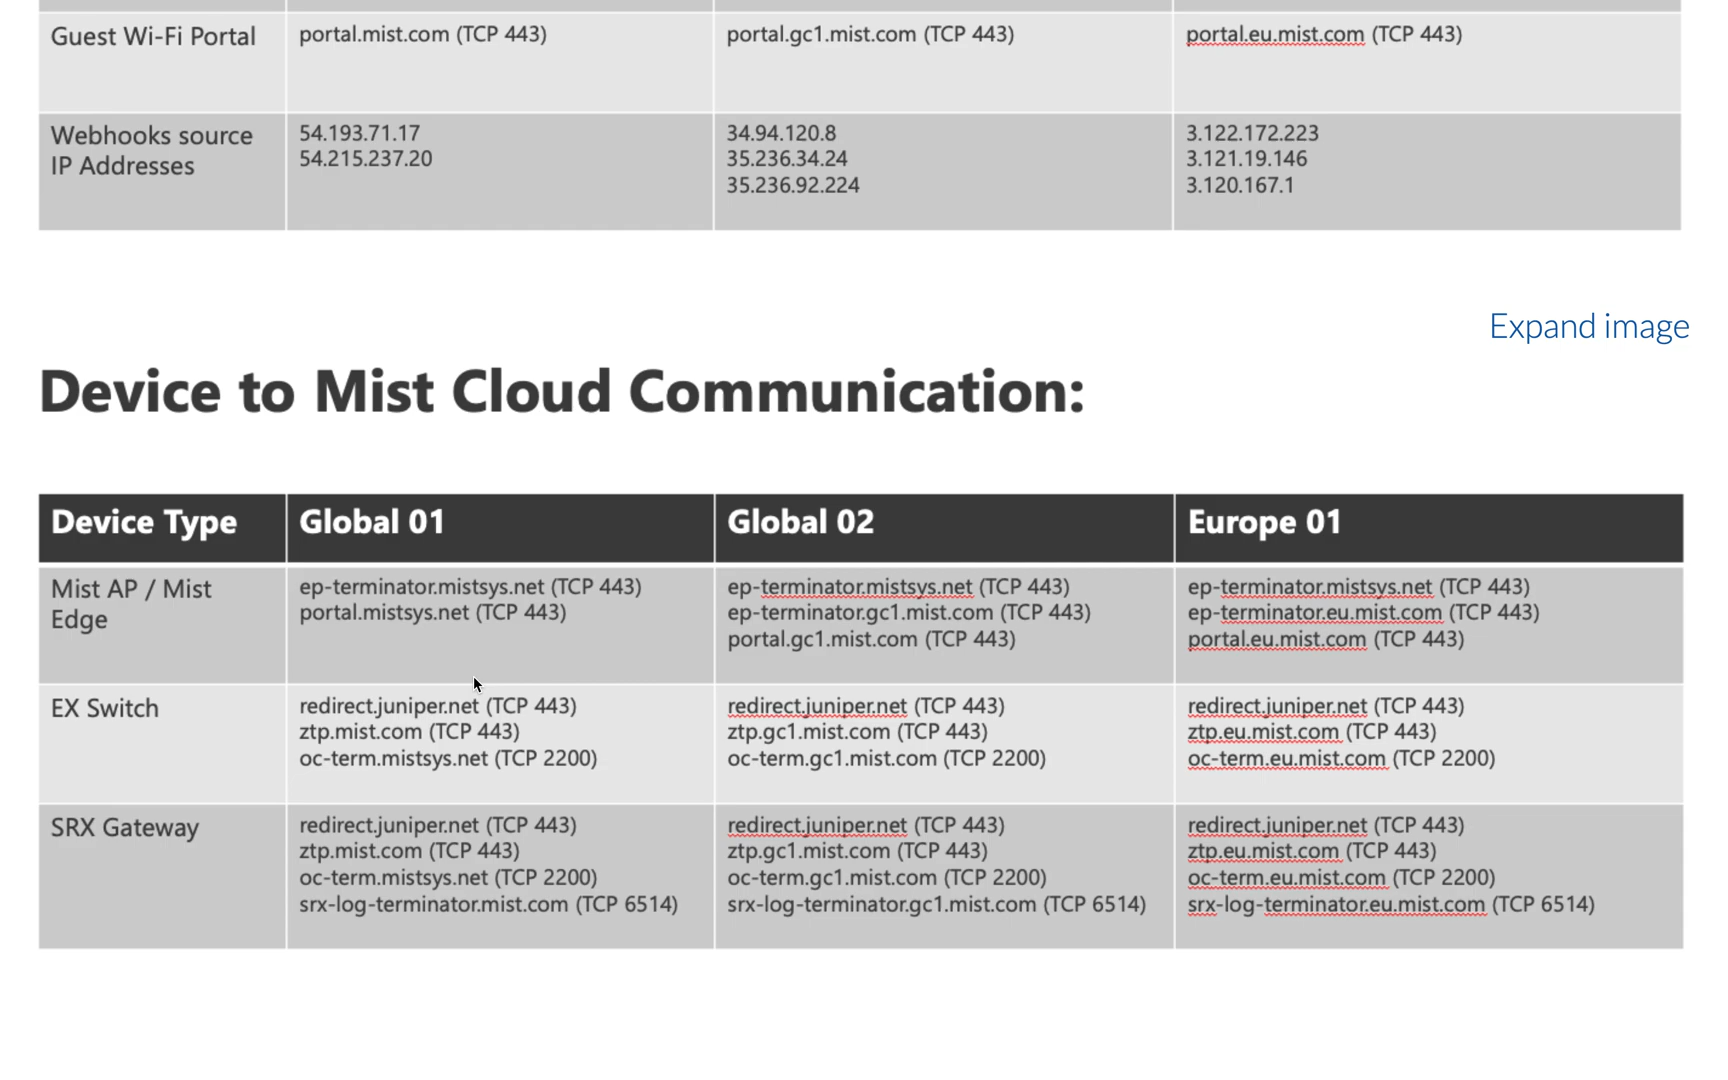 Guest Wi-Fi Portal
portal.mist.com (TCP 443)
portal.gc1.mist.com (TCP 443)
portal.eu.mist.com (TCP 443)
Webhooks source
IP Addresses
54.193.71.17
54.215.237.20
34.94.120.8
35.236.34.24
35.236.92.224
3.122.172.223
3.121.19.146
3.120.167.1
Expand image
Device to Mist Cloud Communication:
Device Type
Global 01
Global 02
Europe 01
Mist AP / Mist
Edge
ep-terminator.mistsys.net (TCP 443)
portal.mistsys.net (TCP 443)
ep-terminator.mistsys.net (TCP 443)
ep-terminator.gc1.mist.com (TCP 443)
portal.gc1.mist.com (TCP 443)
ep-terminator.mistsys.net (TCP 443)
ep-terminator.eu.mist.com (TCP 443)
portal.eu.mist.com (TCP 443)
EX Switch
redirect.juniper.net (TCP 443)
ztp.mist.com (TCP 443)
oc-term.mistsys.net (TCP 2200)
redirect.juniper.net (TCP 443)
ztp.gc1.mist.com (TCP 443)
oc-term.gc1.mist.com (TCP 2200)
redirect.juniper.net (TCP 443)
ztp.eu.mist.com (TCP 443)
oc-term.eu.mist.com (TCP 2200)
SRX Gateway
redirect.juniper.net (TCP 443)
ztp.mist.com (TCP 443)
oc-term.mistsys.net (TCP 2200)
srx-log-terminator.mist.com (TCP 6514)
redirect.juniper.net (TCP 443)
ztp.gc1.mist.com (TCP 443)
oc-term.gc1.mist.com (TCP 2200)
srx-log-terminator.gc1.mist.com (TCP 6514)
redirect.juniper.net (TCP 443)
ztp.eu.mist.com (TCP 443)
oc-term.eu.mist.com (TCP 2200)
srx-log-terminator.eu.mist.com (TCP 6514)